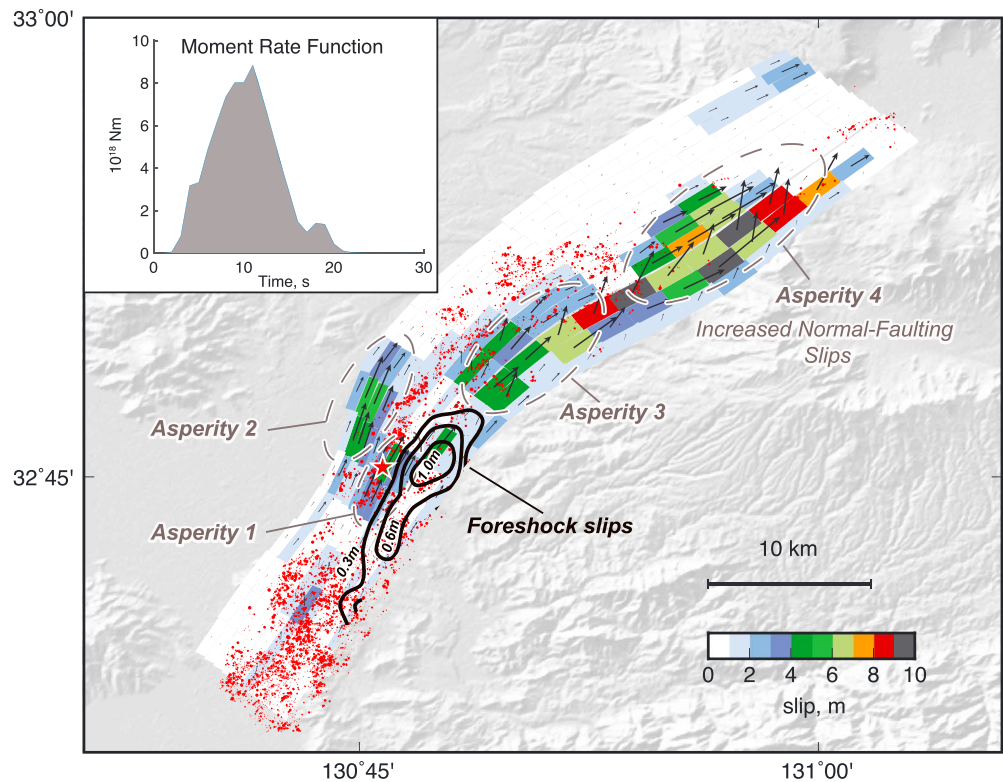 33°00'
Moment Rate Function
10
8
6
4
2
0
10¹⁸ Nm
0
10
20
30
Time, s
Asperity 4
Increased Normal-Faulting
Slips
Asperity 3
Asperity 2
32°45'
1.0m
Asperity 1
Foreshock slips
0.6m
0.3m
10 km
0
2
4
6
8
10
slip, m
130°45'
131°00'